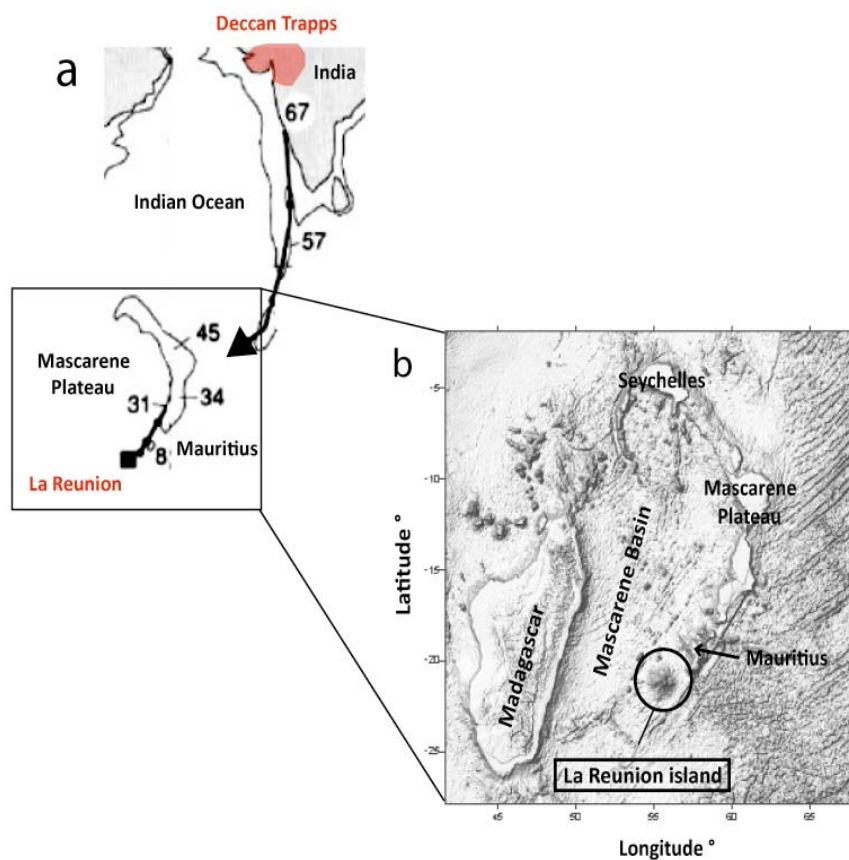 Deccan Trapps
a
India
67
Indian Ocean
57
45
Mascarene
Plateau
31
34
8
Mauritius
La Reunion
b
Seychelles
Mascarene
Plateau
Mascarene Basin
Madagascar
Mauritius
La Reunion island
Latitude °
-5
-10
-15
-20
-25
45
50
55
60
65
Longitude °